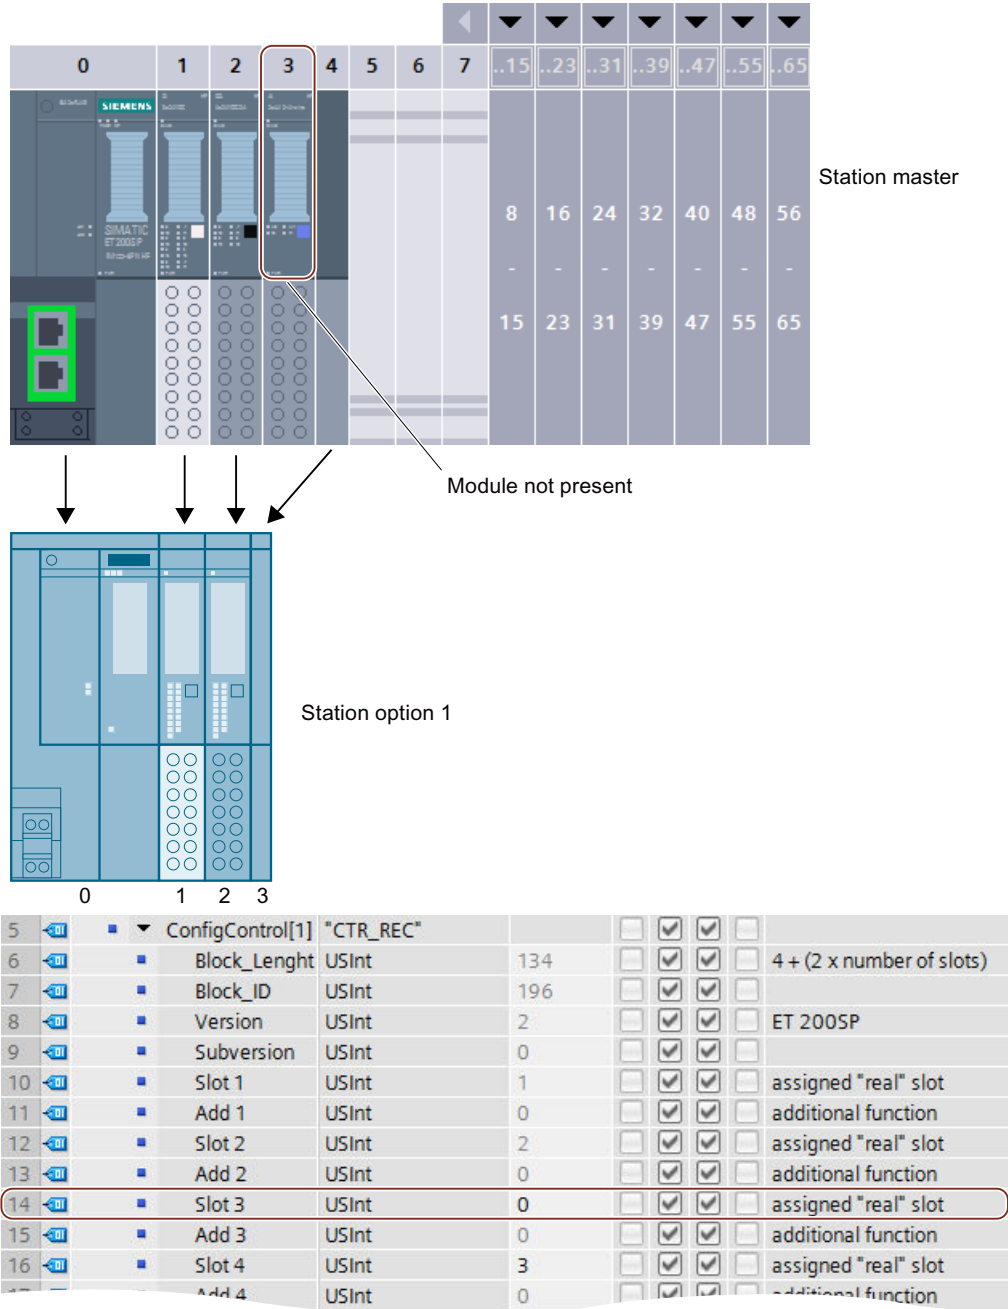 0 1 2 3 4 5 6 7 ..15 ..23 ..31 ..39 ..47 ..55 ..65
SIEMENS
Station master
SIMATIC
ET 200SP
8 16 24 32 40 48 56
- - - - - - -
15 23 31 39 47 55 65
Module not present
Station option 1
0 1 2 3
5 ConfigControl[1] "CTR_REC"
6 Block_Lenght USInt 134 4 + (2 x number of slots)
7 Block_ID USInt 196
8 Version USInt 2 ET 200SP
9 Subversion USInt 0
10 Slot 1 USInt 1 assigned "real" slot
11 Add 1 USInt 0 additional function
12 Slot 2 USInt 2 assigned "real" slot
13 Add 2 USInt 0 additional function
14 Slot 3 USInt 0 assigned "real" slot
15 Add 3 USInt 0 additional function
16 Slot 4 USInt 3 assigned "real" slot
17 Add 4 USInt 0 additional function